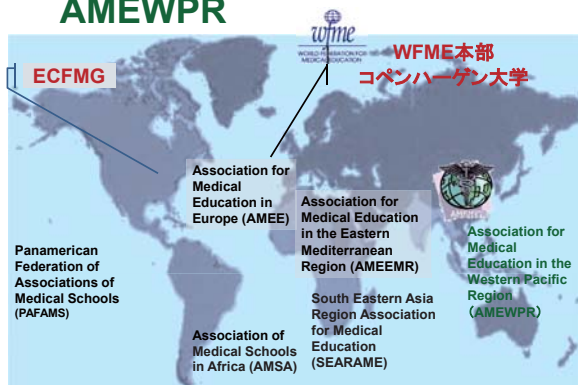 AMEWPR
wfme
WORLD FEDERATION FOR
MEDICAL EDUCATION
WFME本部
コペンハーゲン大学
ECFMG
Association for
Medical
Education in
Europe (AMEE)
Association for
Medical Education
in the Eastern
Mediterranean
Region (AMEEMR)
Association for
Medical
Education in the
Western Pacific
Region
（AMEWPR）
Panamerican
Federation of
Associations of
Medical Schools
(PAFAMS)
South Eastern Asia
Region Association
for Medical
Education
(SEARAME)
Association of
Medical Schools
in Africa (AMSA)